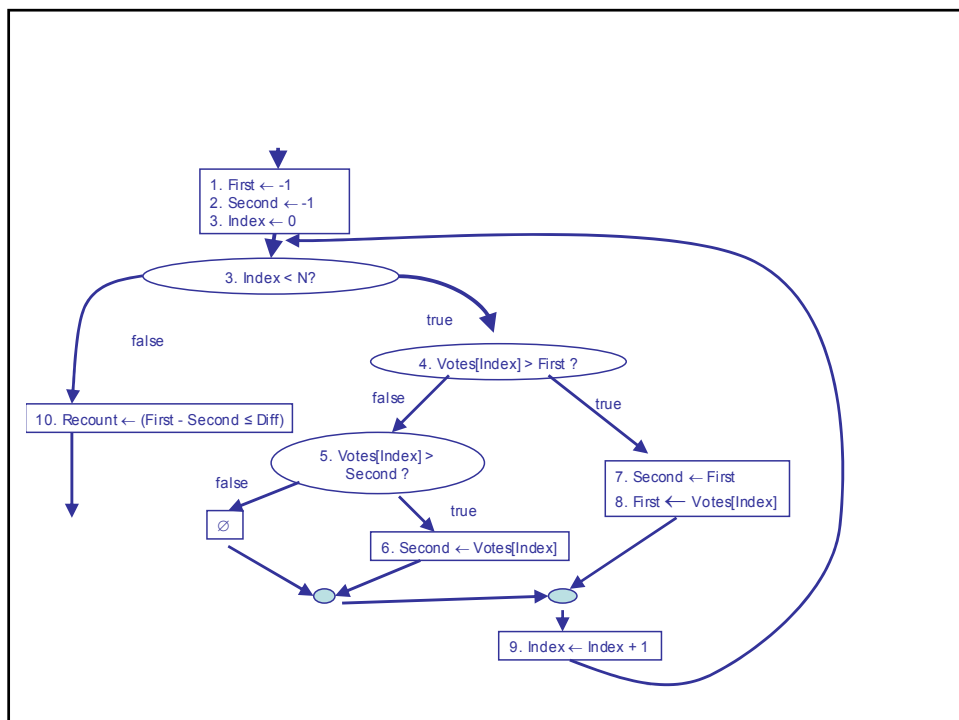 1. First ← -1
2. Second ← -1
3. Index ← 0
3. Index < N?
true
false
4. Votes[Index] > First ?
false
true
10. Recount ← (First - Second ≤ Diff)
5. Votes[Index] >
Second ?
7. Second ← First
8. First ← Votes[Index]
false
true
∅
6. Second ← Votes[Index]
9. Index ← Index + 1